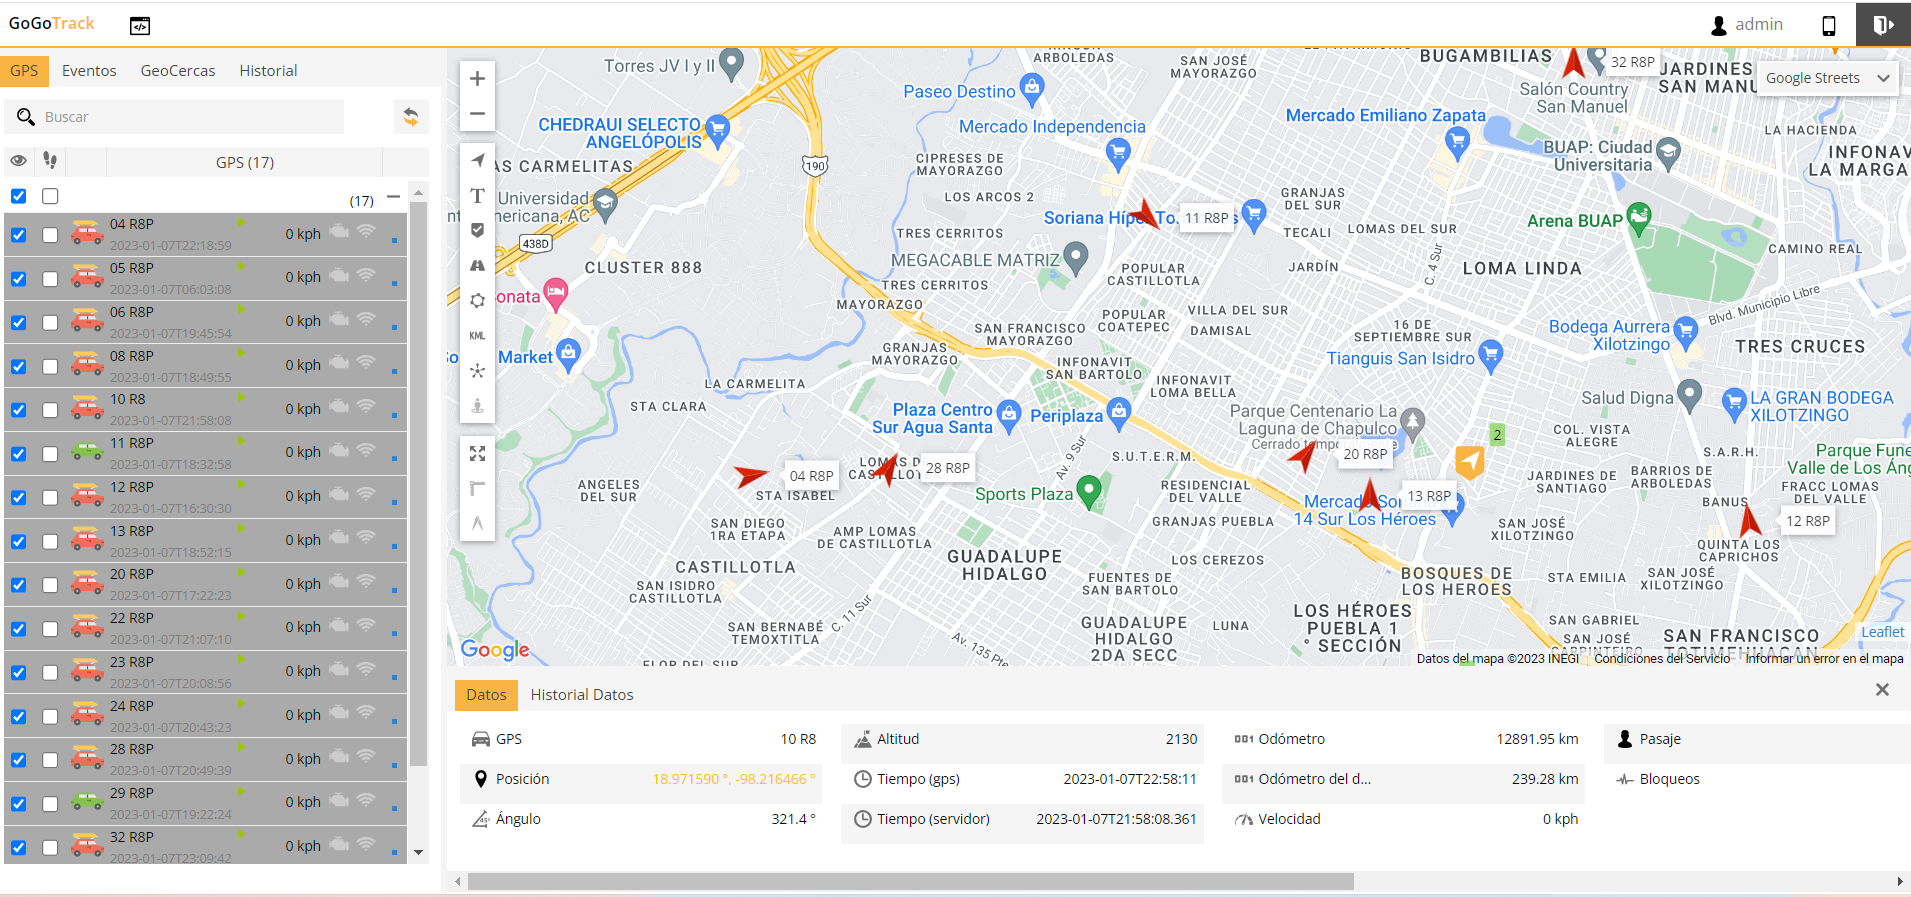 GoGoTrack
admin
GPS
Eventos
GeoCercas
Historial
Buscar
GPS (17)
(17)
04 R8P
2023-01-07T22:18:59
0 kph
05 R8P
2023-01-07T06:03:08
0 kph
06 R8P
2023-01-07T19:45:54
0 kph
08 R8P
2023-01-07T18:49:55
0 kph
10 R8
2023-01-07T21:58:08
0 kph
11 R8P
2023-01-07T18:32:58
0 kph
12 R8P
2023-01-07T16:30:30
0 kph
13 R8P
2023-01-07T18:52:15
0 kph
20 R8P
2023-01-07T17:22:23
0 kph
22 R8P
2023-01-07T21:07:10
0 kph
23 R8P
2023-01-07T20:08:56
0 kph
24 R8P
2023-01-07T20:43:23
0 kph
28 R8P
2023-01-07T20:49:39
0 kph
29 R8P
2023-01-07T19:22:24
0 kph
32 R8P
2023-01-07T23:09:42
0 kph
KML
Google Streets
Torres JV I y II
ARBOLEDAS
SAN JOSÉ
MAYORAZGO
BUGAMBILIAS
32 R8P
JARDINES
SAN MANU
Paseo Destino
Salón Country
San Manuel
CHEDRAUI SELECTO
ANGELÓPOLIS
Mercado Independencia
Mercado Emiliano Zapata
LA HACIENDA
AS CARMELITAS
190
CIPRESES DE
MAYORAZGO
BUAP: Ciudad
Universitaria
INFONAV
LA MARGA
Universidad
ericana, AC
LOS ARCOS 2
GRANJAS
DEL SUR
Soriana Híper To
s
11 R8P
Arena BUAP
438D
TRES CERRITOS
TECALI
LOMAS DEL SUR
CAMINO REAL
CLUSTER 888
MEGACABLE MATRIZ
POPULAR
CASTILLOTLA
JARDÍN
C. 4 Sur
LOMA LINDA
onata
TRES CERRITOS
MAYORAZGO
Blvd. Municipio Libre
SAN FRANCISCO
MAYORAZGO
POPULAR
COATEPEC
VILLA DEL SUR
DAMISAL
16 DE
SEPTIEMBRE SUR
Bodega Aurrera
Xilotzingo
TRES CRUCES
Market
GRANJAS
MAYORAZGO
INFONAVIT
SAN BARTOLO
Tianguis San Isidro
LA CARMELITA
INFONAVIT
LOMA BELLA
STA CLARA
Plaza Centro
Sur Agua Santa
Periplaza
Parque Centenario La
Laguna de Chapulco
Salud Digna
LA GRAN BODEGA
XILOTZINGO
2
COL. VISTA
ALEGRE
S.A.R.H.
Parque Fune
Valle de Los Áng
04 R8P
28 R8P
20 R8P
13 R8P
12 R8P
STA ISABEL
Av. 9 Sur
S.U.T.E.R.M.
ANGELES
DEL SUR
Sports Plaza
RESIDENCIAL
DEL VALLE
JARDINES DE
SANTIAGO
BARRIOS DE
ARBOLEDAS
FRACC LOMAS
DEL VALLE
BANUS
14 Sur Los Héroes
SAN DIEGO
1RA ETAPA
AMP LOMAS
DE CASTILLOTLA
GRANJAS PUEBLA
SAN JOSÉ
XILOTZINGO
QUINTA LOS
CAPRICHOS
CASTILLOTLA
GUADALUPE
HIDALGO
LOS CEREZOS
BOSQUES DE
LOS HEROES
STA EMILIA
SAN JOSÉ
XILOTZINGO
SAN ISIDRO
CASTILLOTLA
FUENTES DE
SAN BARTOLO
C. 11 Sur
SAN BERNABÉ
TEMOXTITLA
GUADALUPE
HIDALGO
2DA SECC
LUNA
LOS HÉROES
PUEBLA 1
° SECCIÓN
SAN GABRIEL
SAN JOSÉ
SAN FRANCISCO
TOTIMEHUACAN
Av. 135 Pte
FLOR DEL SUR
Google
Leaflet
Datos del mapa ©2023 INEGI
Condiciones del Servicio
Informar un error en el mapa
Datos
Historial Datos
GPS 10 R8
Altitud 2130
Odómetro 12891.95 km
Pasaje
Posición 18.971590 °, -98.216466 °
Tiempo (gps) 2023-01-07T22:58:11
Odómetro del d... 239.28 km
Bloqueos
Ángulo 321.4 °
Tiempo (servidor) 2023-01-07T21:58:08.361
Velocidad 0 kph